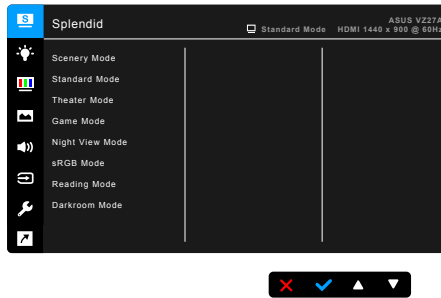 S
Splendid
ASUS VZ27A
Standard Mode HDMI 1440 x 900 @ 60Hz
Scenery Mode
Standard Mode
Theater Mode
Game Mode
Night View Mode
sRGB Mode
Reading Mode
Darkroom Mode